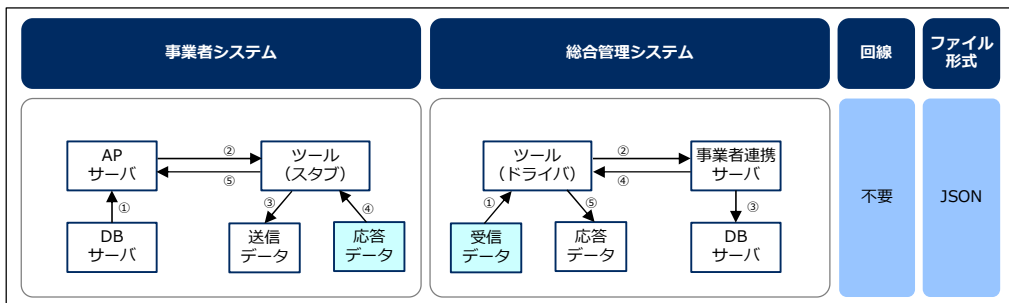 事業者システム
総合管理システム
回線
ファイル
形式
AP
サーバ
②
⑤
ツール
（スタブ）
①
③
④
DB
サーバ
送信
データ
応答
データ
ツール
（ドライバ）
②
④
事業者連携
サーバ
①
⑤
③
受信
データ
応答
データ
DB
サーバ
不要
JSON